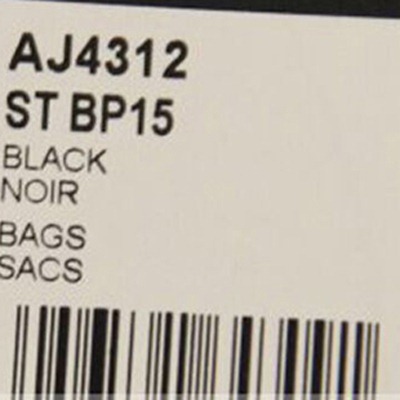 AJ4312
ST BP15
BLACK
NOIR
BAGS
SACS